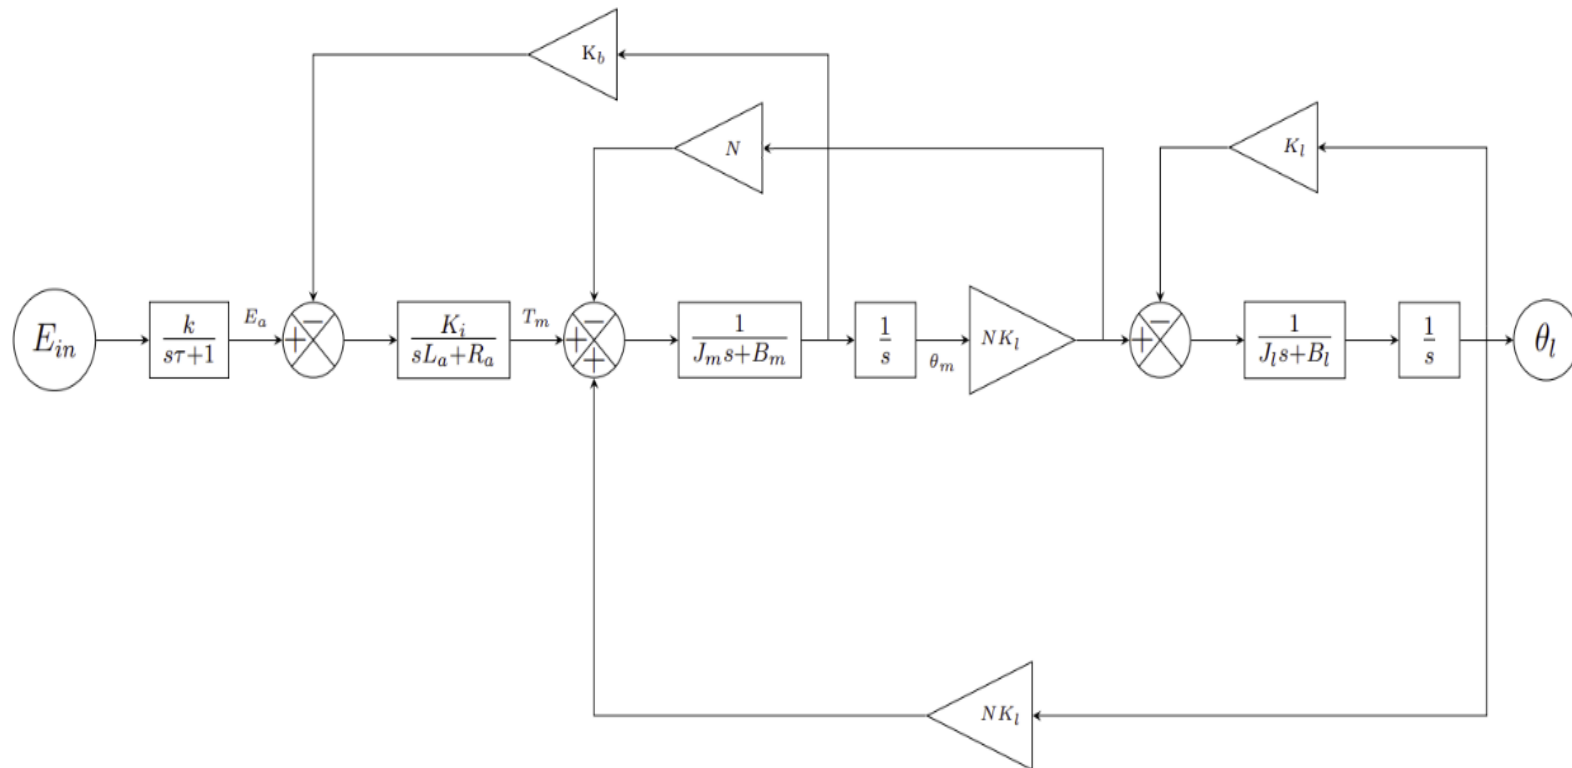 K_b
N
K_l
E_in
k
sτ+1
E_a
+
−
K_i
sL_a+R_a
T_m
+
−
+
1
J_m s+B_m
1
s
θ_m
NK_l
+
−
1
J_l s+B_l
1
s
θ_l
NK_l